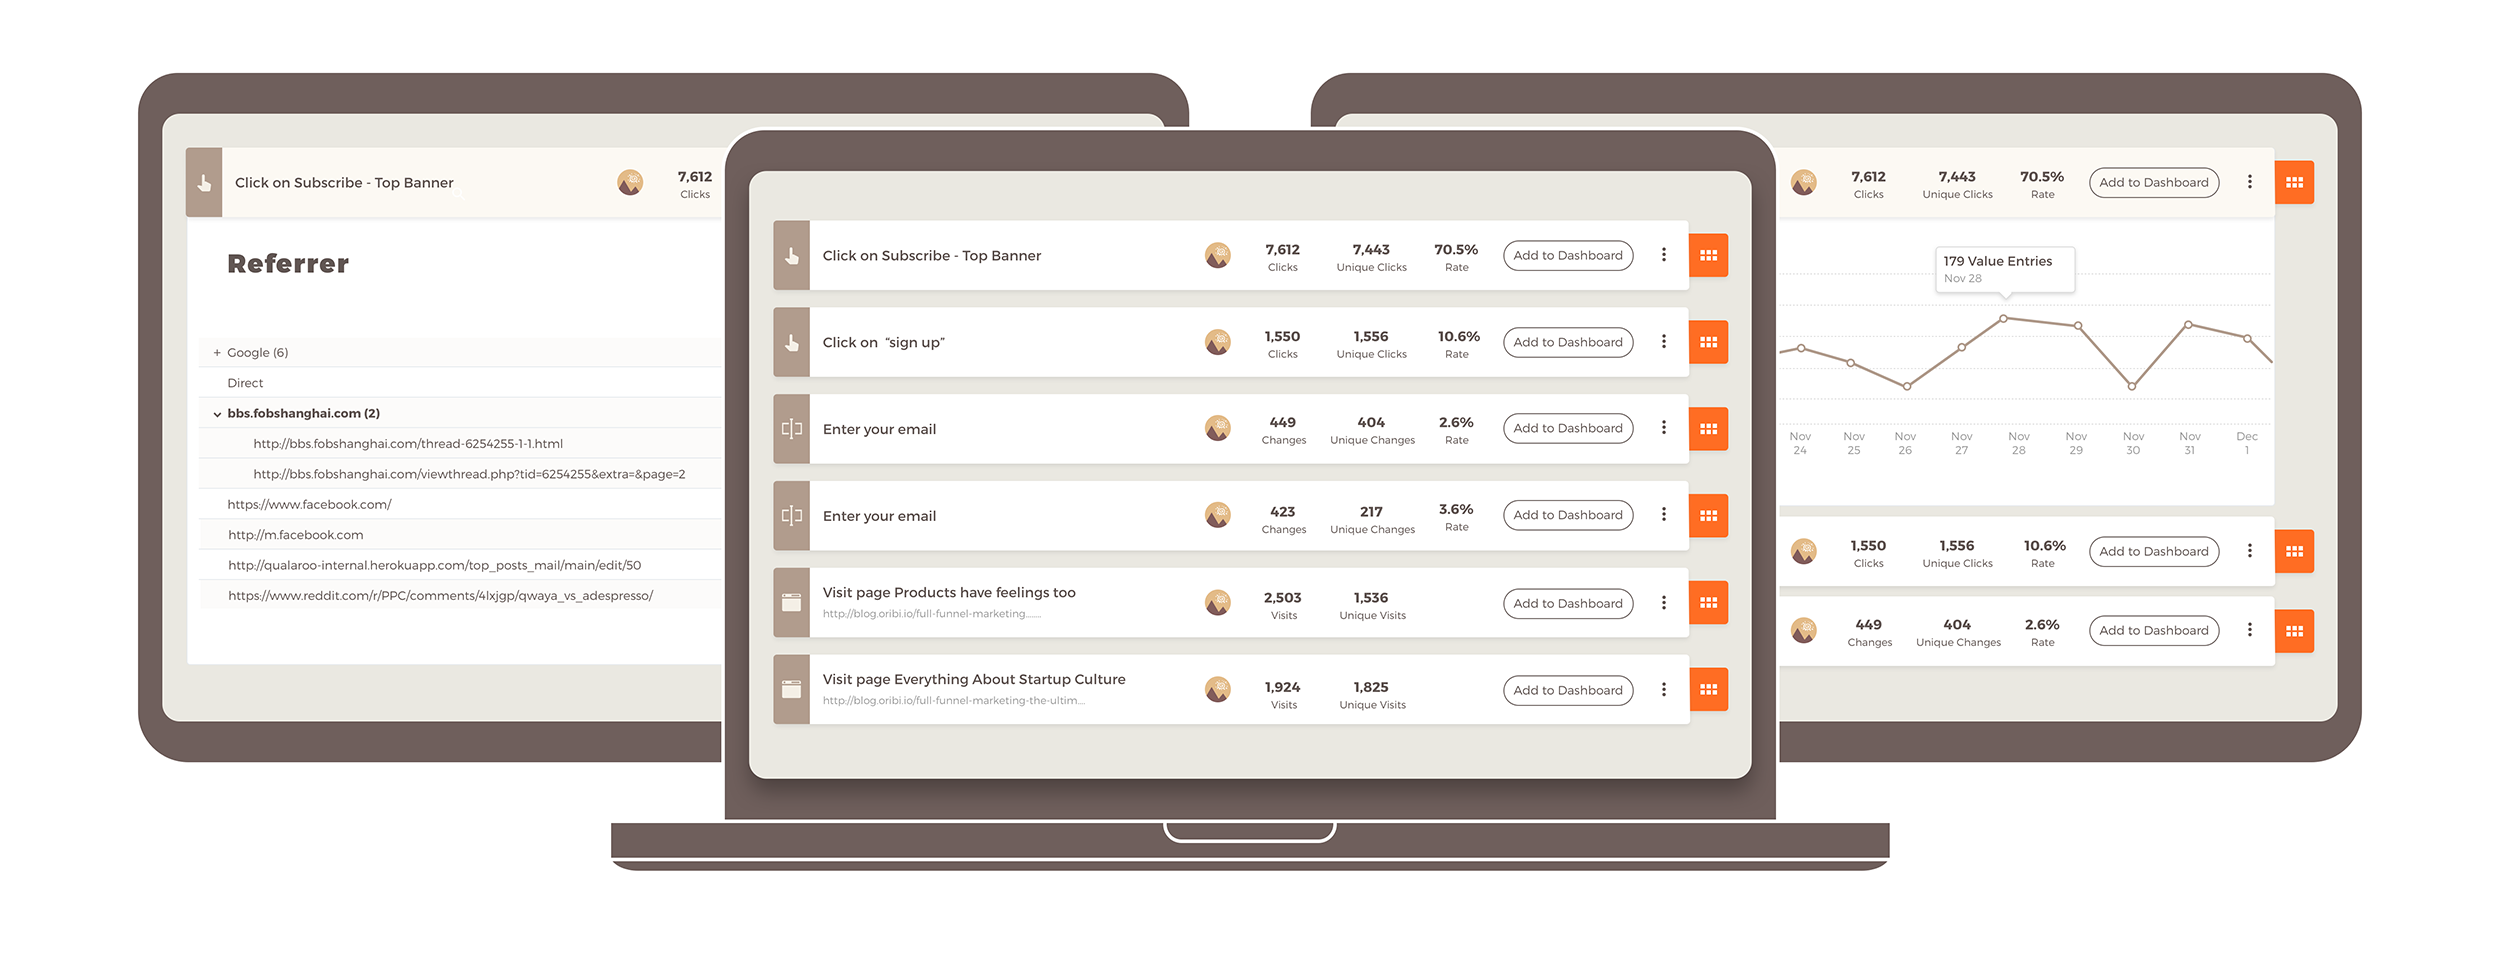 Click on Subscribe - Top Banner
7,612
Clicks
Referrer
+ Google (6)
Direct
bbs.fobshanghai.com (2)
http://bbs.fobshanghai.com/thread-6254255-1-1.html
http://bbs.fobshanghai.com/viewthread.php?tid=6254255&extra=&page=2
https://www.facebook.com/
http://m.facebook.com
http://qualaroo-internal.herokuapp.com/top_posts_mail/main/edit/50
https://www.reddit.com/r/PPC/comments/4lxjgp/qwaya_vs_adespresso/
Click on Subscribe - Top Banner
7,612 7,443 70.5%
Clicks Unique Clicks Rate
Add to Dashboard
Click on “sign up”
1,550 1,556 10.6%
Clicks Unique Clicks Rate
Add to Dashboard
Enter your email
449 404 2.6%
Changes Unique Changes Rate
Add to Dashboard
Enter your email
423 217 3.6%
Changes Unique Changes Rate
Add to Dashboard
Visit page Products have feelings too
http://blog.oribi.io/full-funnel-marketing.......
2,503 1,536
Visits Unique Visits
Add to Dashboard
Visit page Everything About Startup Culture
http://blog.oribi.io/full-funnel-marketing-the-ultim...
1,924 1,825
Visits Unique Visits
Add to Dashboard
7,612 7,443 70.5%
Clicks Unique Clicks Rate
Add to Dashboard
179 Value Entries
Nov 28
Nov Nov Nov Nov Nov Nov Nov Nov Dec
24 25 26 27 28 29 30 31 1
1,550 1,556 10.6%
Clicks Unique Clicks Rate
Add to Dashboard
449 404 2.6%
Changes Unique Changes Rate
Add to Dashboard